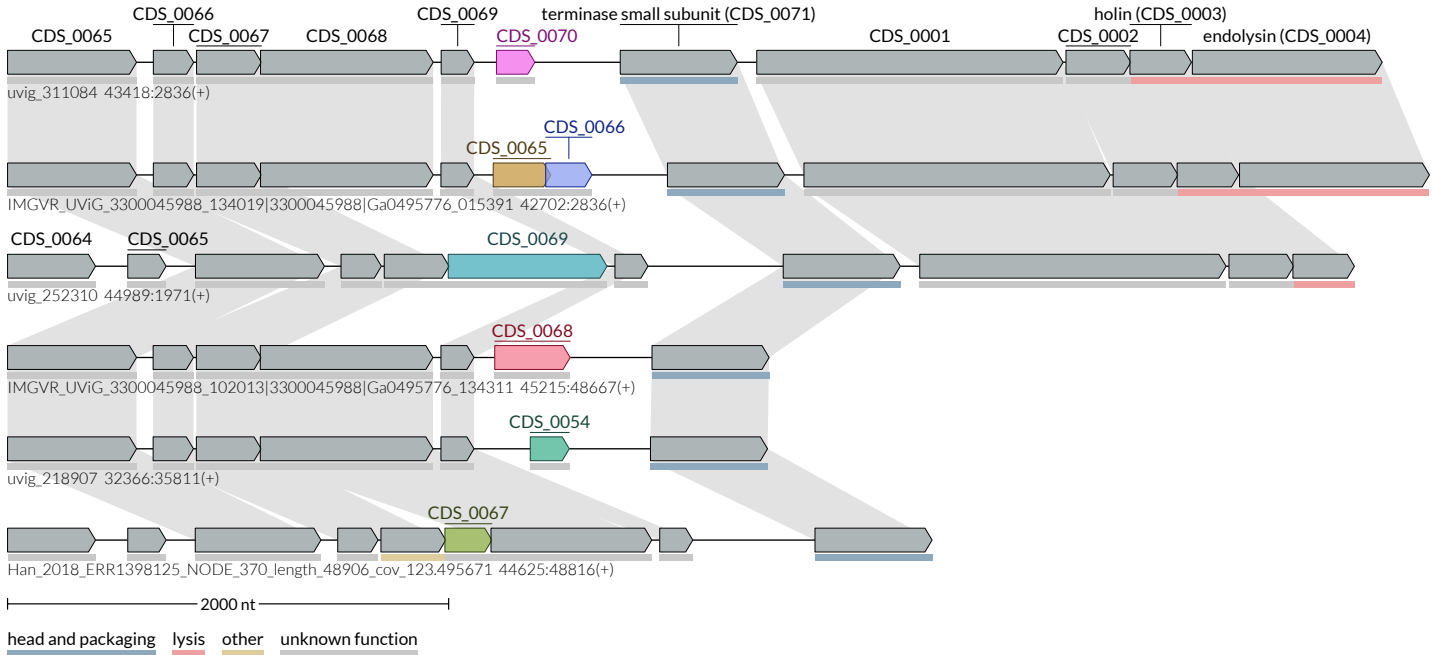 CDS_0066 CDS_0069 terminase small subunit (CDS_0071) holin (CDS_0003)
CDS_0065 CDS_0067 CDS_0068 CDS_0070 CDS_0001 CDS_0002 endolysin (CDS_0004)
uvig_311084 43418:2836(+)
CDS_0066
CDS_0065
IMGVR_UViG_3300045988_134019|3300045988|Ga0495776_015391 42702:2836(+)
CDS_0064 CDS_0065 CDS_0069
uvig_252310 44989:1971(+)
CDS_0068
IMGVR_UViG_3300045988_102013|3300045988|Ga0495776_134311 45215:48667(+)
CDS_0054
uvig_218907 32366:35811(+)
CDS_0067
Han_2018_ERR1398125_NODE_370_length_48906_cov_123.495671 44625:48816(+)
2000 nt
head and packaging lysis other unknown function